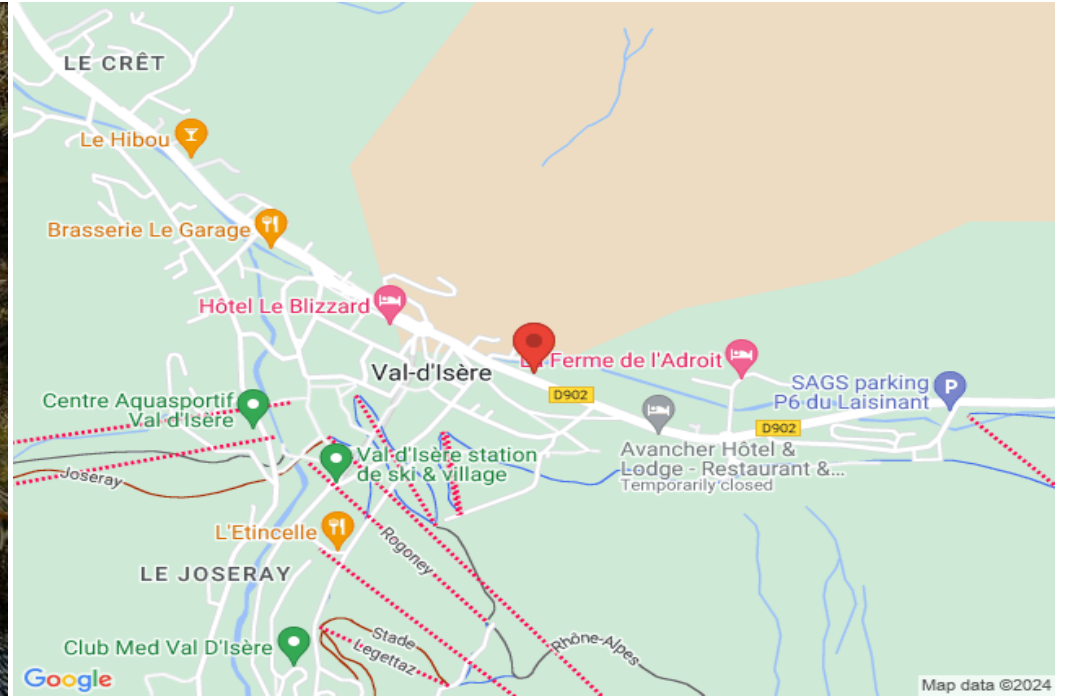 LE CRÊT
Le Hibou
Brasserie Le Garage
Hôtel Le Blizzard
Val-d'Isère
Ferme de l'Adroit
D902
SAGS parking
P6 du Laisinant
P
Centre Aquasportif
Val d'Isère
D902
Avancher Hôtel &
Lodge - Restaurant &...
Temporarily closed
Val d'Isère station
de ski & village
Joseray
L'Etincelle
Rogoney
LE JOSERAY
Stade
Legettaz
Rhône-Alpes
Club Med Val D'Isère
Google
Map data ©2024